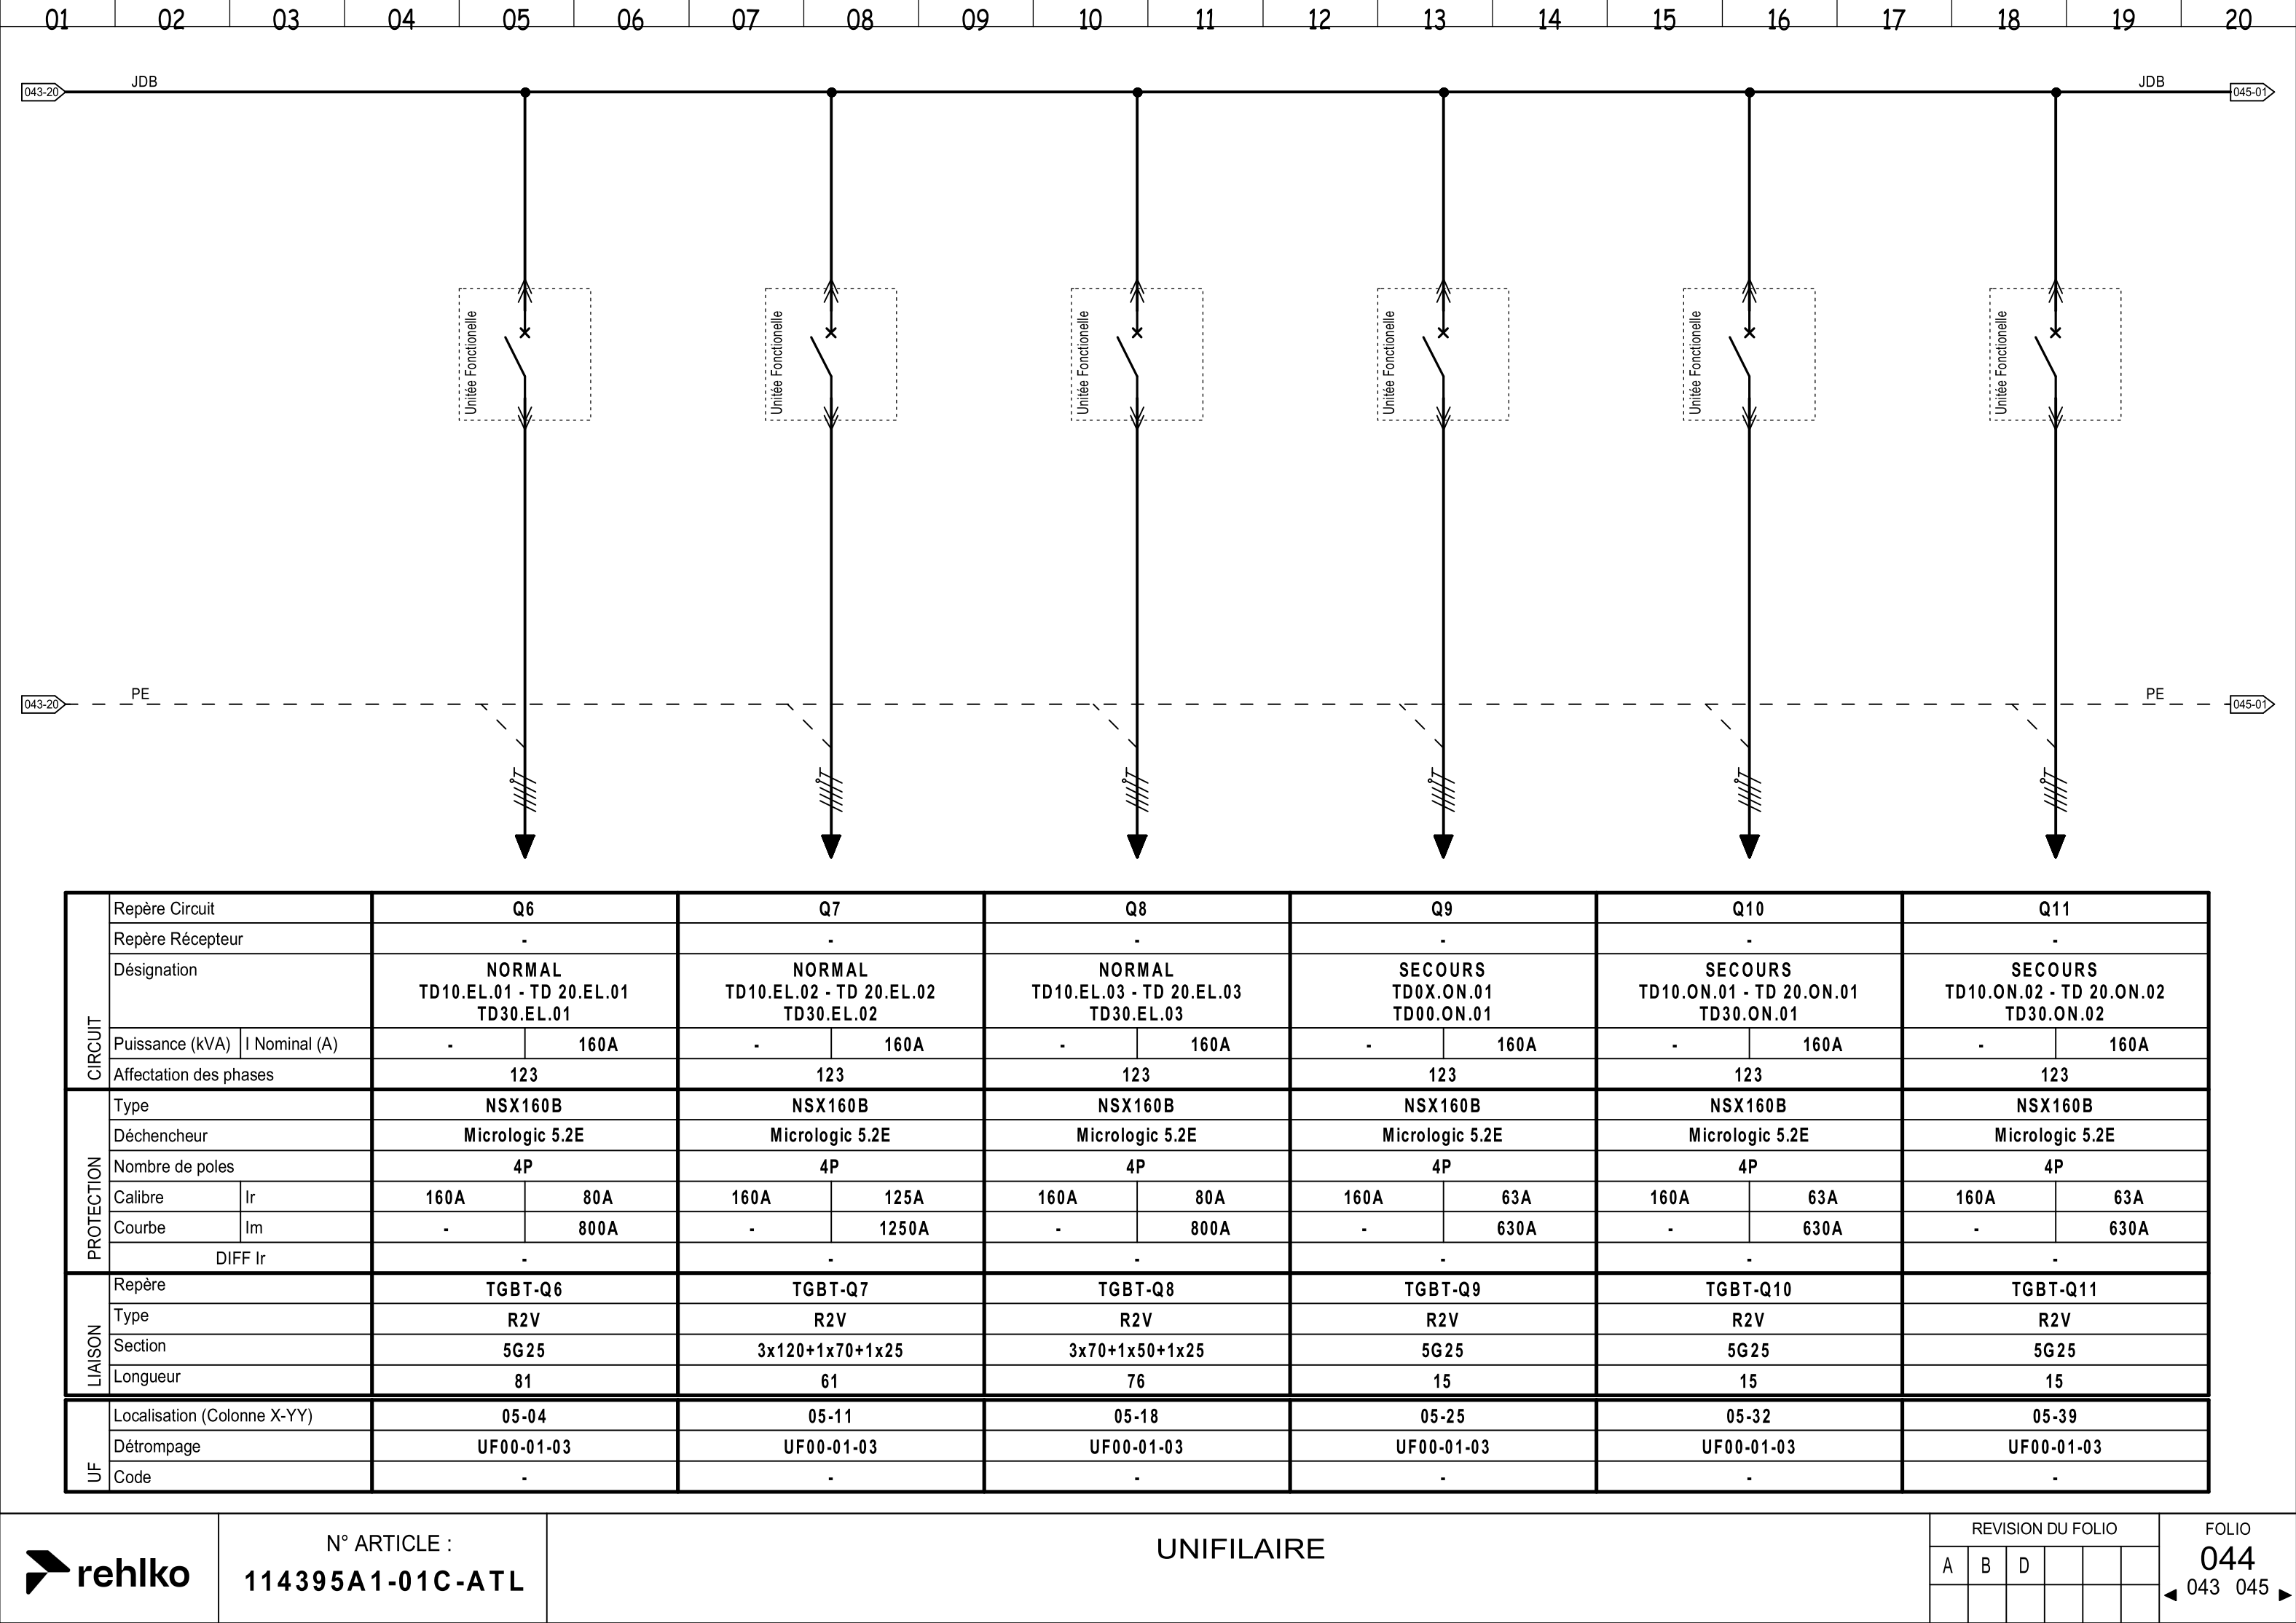 01 02 03 04 05 06 07 08 09 10 11 12 13 14 15 16 17 18 19 20
043-20 JDB JDB 045-01
Unitée Fonctionelle Unitée Fonctionelle Unitée Fonctionelle Unitée Fonctionelle Unitée Fonctionelle Unitée Fonctionelle
043-20 PE PE 045-01
CIRCUIT
Repère Circuit Q6 Q7 Q8 Q9 Q10 Q11
Repère Récepteur - - - - - -
Désignation NORMAL NORMAL NORMAL SECOURS SECOURS SECOURS
TD10.EL.01 - TD 20.EL.01 TD10.EL.02 - TD 20.EL.02 TD10.EL.03 - TD 20.EL.03 TD0X.ON.01 TD10.ON.01 - TD 20.ON.01 TD10.ON.02 - TD 20.ON.02
TD30.EL.01 TD30.EL.02 TD30.EL.03 TD00.ON.01 TD30.ON.01 TD30.ON.02
Puissance (kVA) I Nominal (A) - 160A - 160A - 160A - 160A - 160A - 160A
Affectation des phases 123 123 123 123 123 123
PROTECTION
Type NSX160B NSX160B NSX160B NSX160B NSX160B NSX160B
Déchencheur Micrologic 5.2E Micrologic 5.2E Micrologic 5.2E Micrologic 5.2E Micrologic 5.2E Micrologic 5.2E
Nombre de poles 4P 4P 4P 4P 4P 4P
Calibre Ir 160A 80A 160A 125A 160A 80A 160A 63A 160A 63A 160A 63A
Courbe Im - 800A - 1250A - 800A - 630A - 630A - 630A
DIFF Ir - - - - - -
LIAISON
Repère TGBT-Q6 TGBT-Q7 TGBT-Q8 TGBT-Q9 TGBT-Q10 TGBT-Q11
Type R2V R2V R2V R2V R2V R2V
Section 5G25 3x120+1x70+1x25 3x70+1x50+1x25 5G25 5G25 5G25
Longueur 81 61 76 15 15 15
UF
Localisation (Colonne X-YY) 05-04 05-11 05-18 05-25 05-32 05-39
Détrompage UF00-01-03 UF00-01-03 UF00-01-03 UF00-01-03 UF00-01-03 UF00-01-03
Code - - - - - -
rehlko
N° ARTICLE :
114395A1-01C-ATL
UNIFILAIRE
REVISION DU FOLIO
A B D
FOLIO
044
043 045